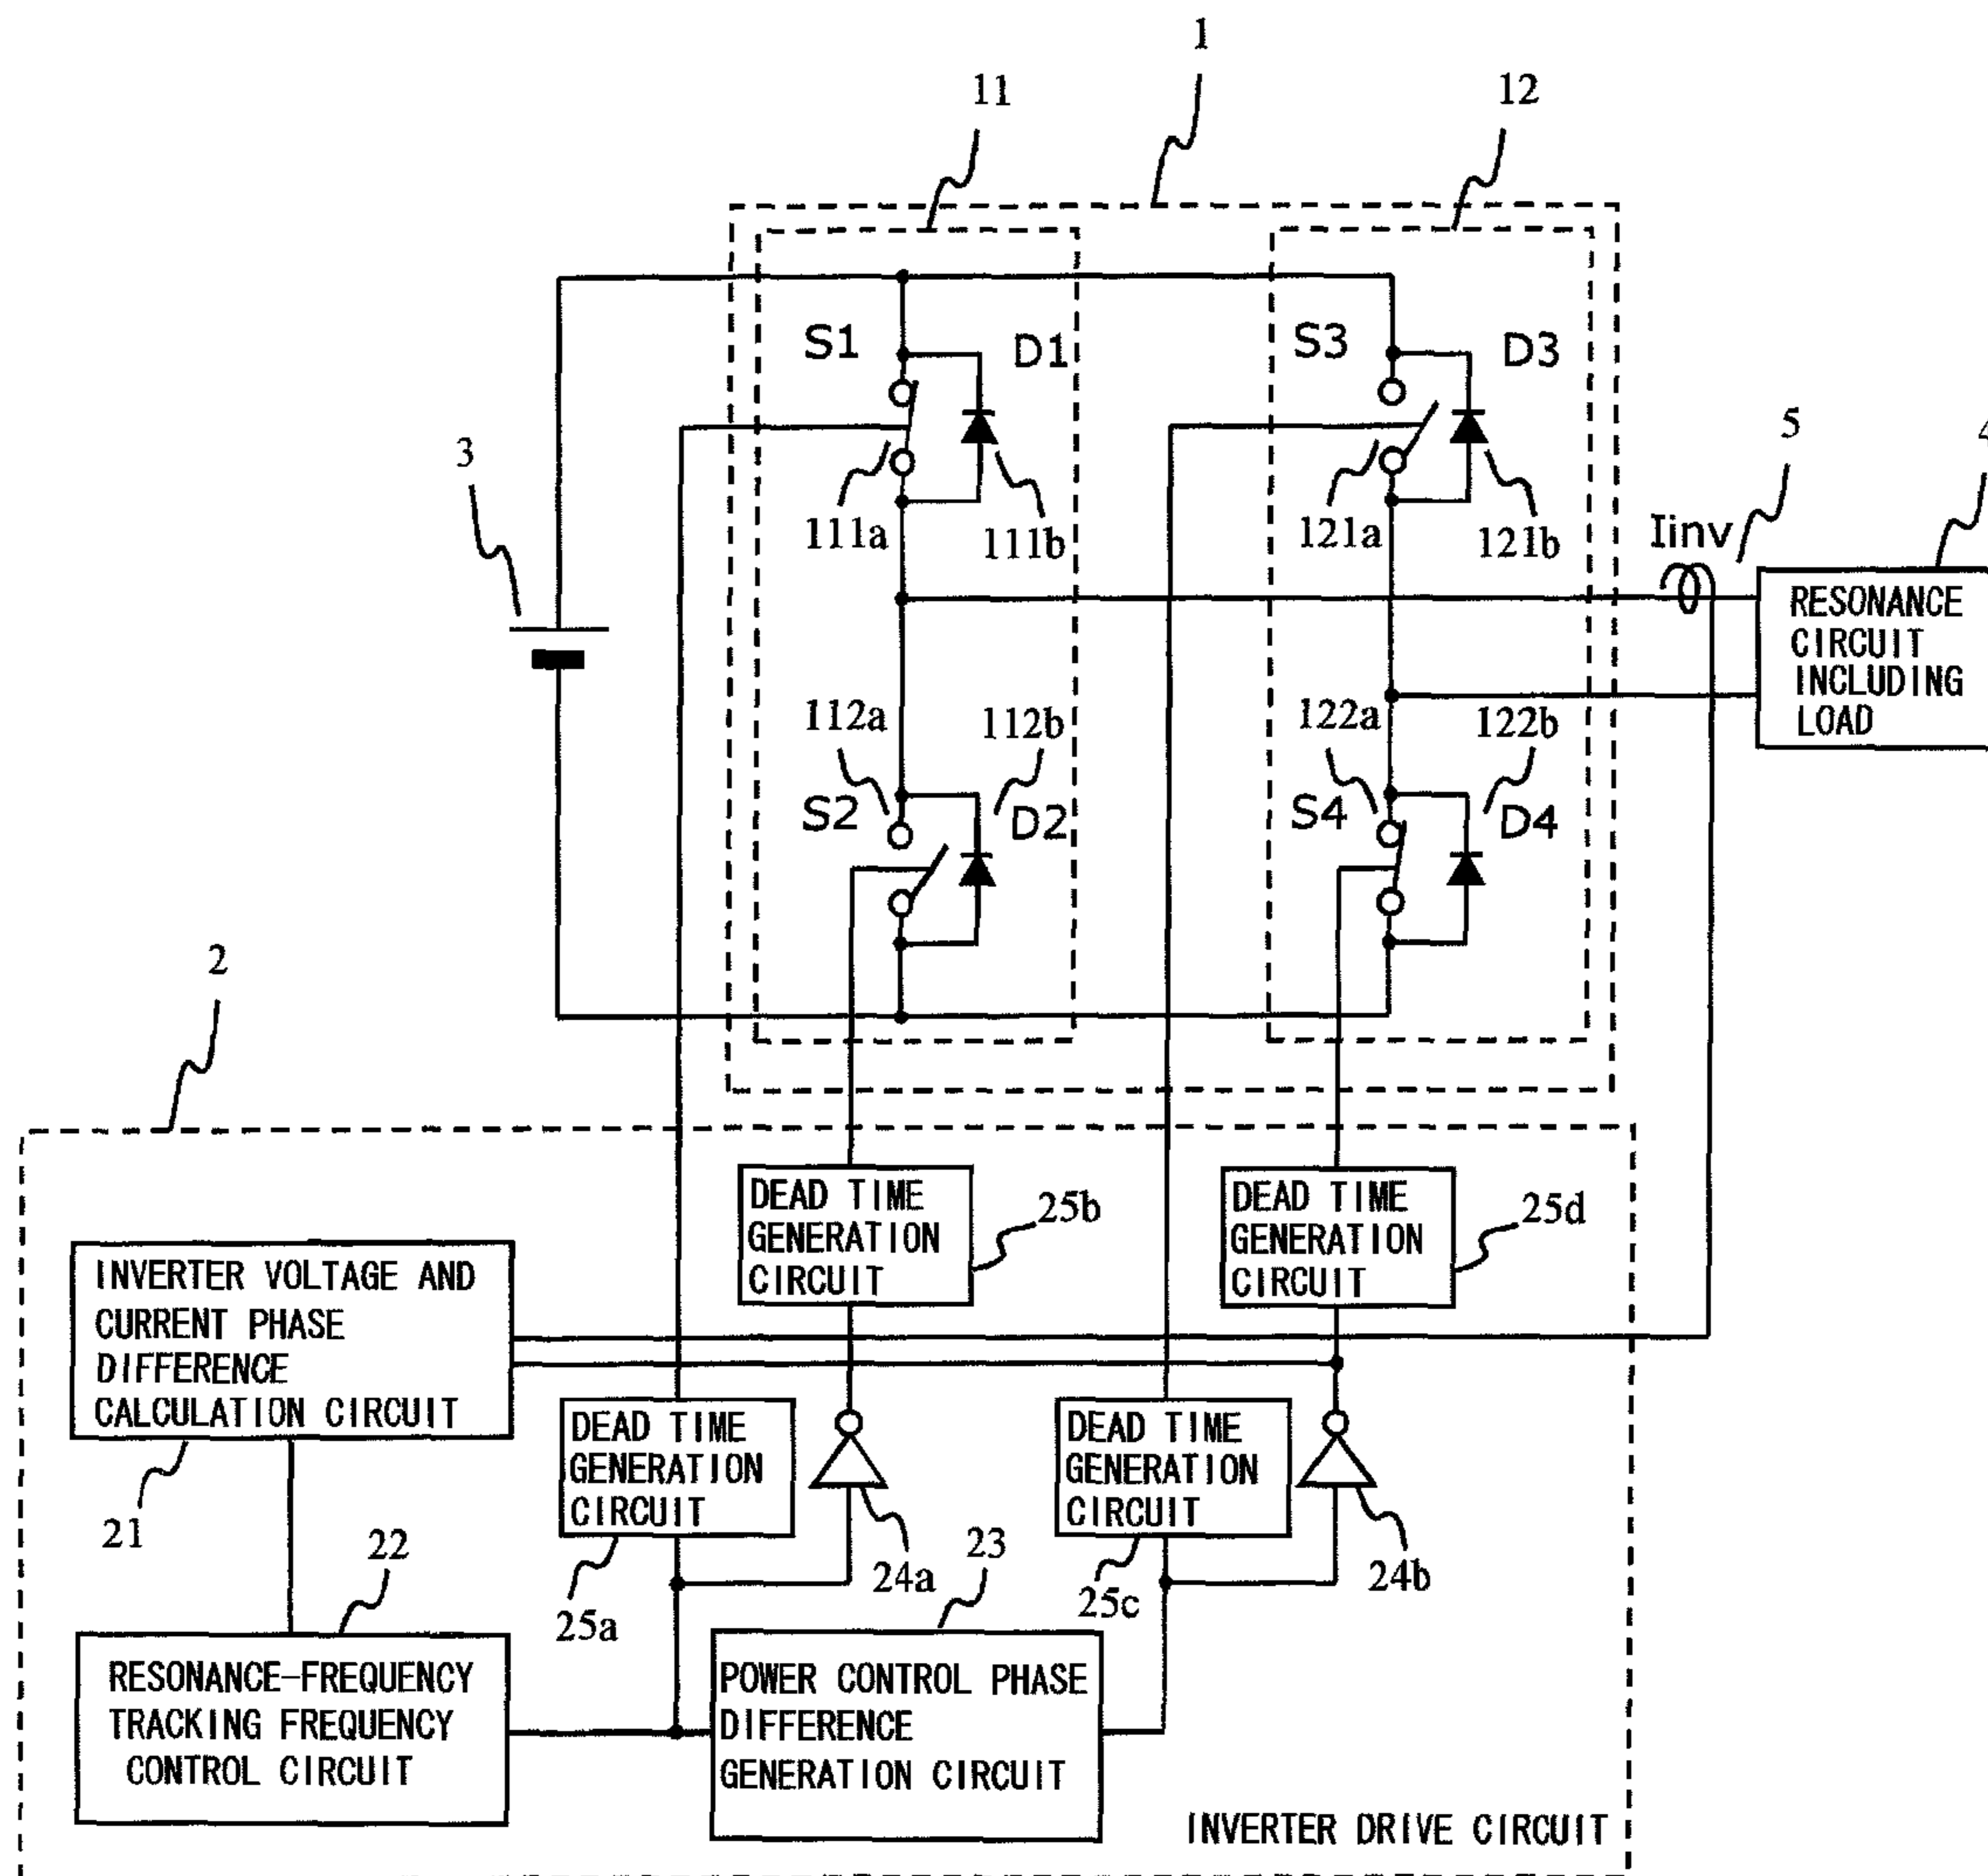 1
11
12
S1
D1
S3
D3
3
5
4
111a
111b
121a
121b
Iinv
RESONANCE
CIRCUIT
INCLUDING
LOAD
112a
112b
122a
122b
S2
D2
S4
D4
2
DEAD TIME
GENERATION
CIRCUIT
25b
DEAD TIME
GENERATION
CIRCUIT
25d
INVERTER VOLTAGE AND
CURRENT PHASE
DIFFERENCE
CALCULATION CIRCUIT
DEAD TIME
GENERATION
CIRCUIT
DEAD TIME
GENERATION
CIRCUIT
21
22
25a
24a
23
25c
24b
RESONANCE-FREQUENCY
TRACKING FREQUENCY
CONTROL CIRCUIT
POWER CONTROL PHASE
DIFFERENCE
GENERATION CIRCUIT
INVERTER DRIVE CIRCUIT